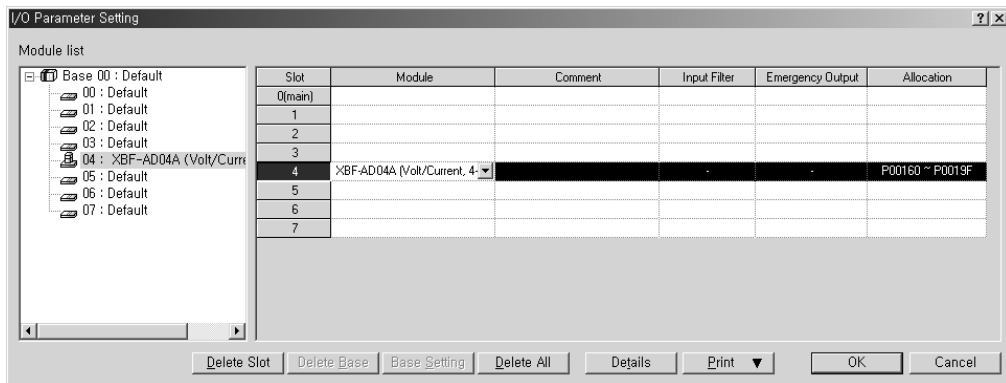 I/O Parameter Setting
Module list
Base 00 : Default
00 : Default
01 : Default
02 : Default
03 : Default
04 : XBF-AD04A (Volt/Curre
05 : Default
06 : Default
07 : Default
Slot Module Comment Input Filter Emergency Output Allocation
0(main)
1
2
3
4 XBF-AD04A (Volt/Current, 4- - - P00160 ~ P0019F
5
6
7
Delete Slot Delete Base Base Setting Delete All Details Print ▼ OK Cancel